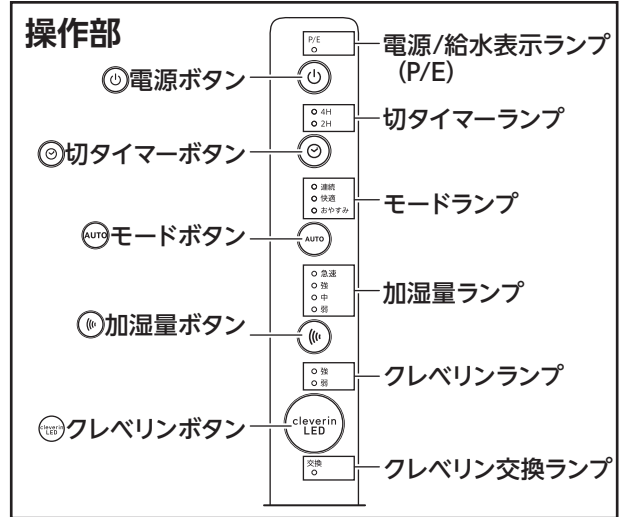 操作部
P/E
電源/給水表示ランプ
(P/E)
電源ボタン
4H
2H
切タイマーランプ
切タイマーボタン
連続
快適
おやすみ
モードランプ
AUTO モードボタン
AUTO
急速
強
中
弱
加湿量ランプ
加湿量ボタン
強
弱
クレベリンランプ
cleverin
LED
クレベリンボタン
cleverin
LED
交換
クレベリン交換ランプ